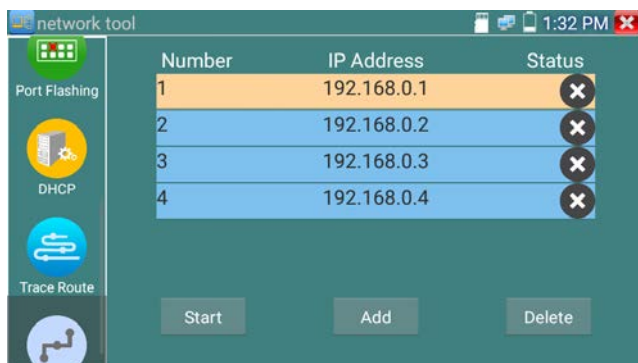 network tool
1:32 PM
Port Flashing
DHCP
Trace Route
Number IP Address Status
1 192.168.0.1
2 192.168.0.2
3 192.168.0.3
4 192.168.0.4
Start Add Delete